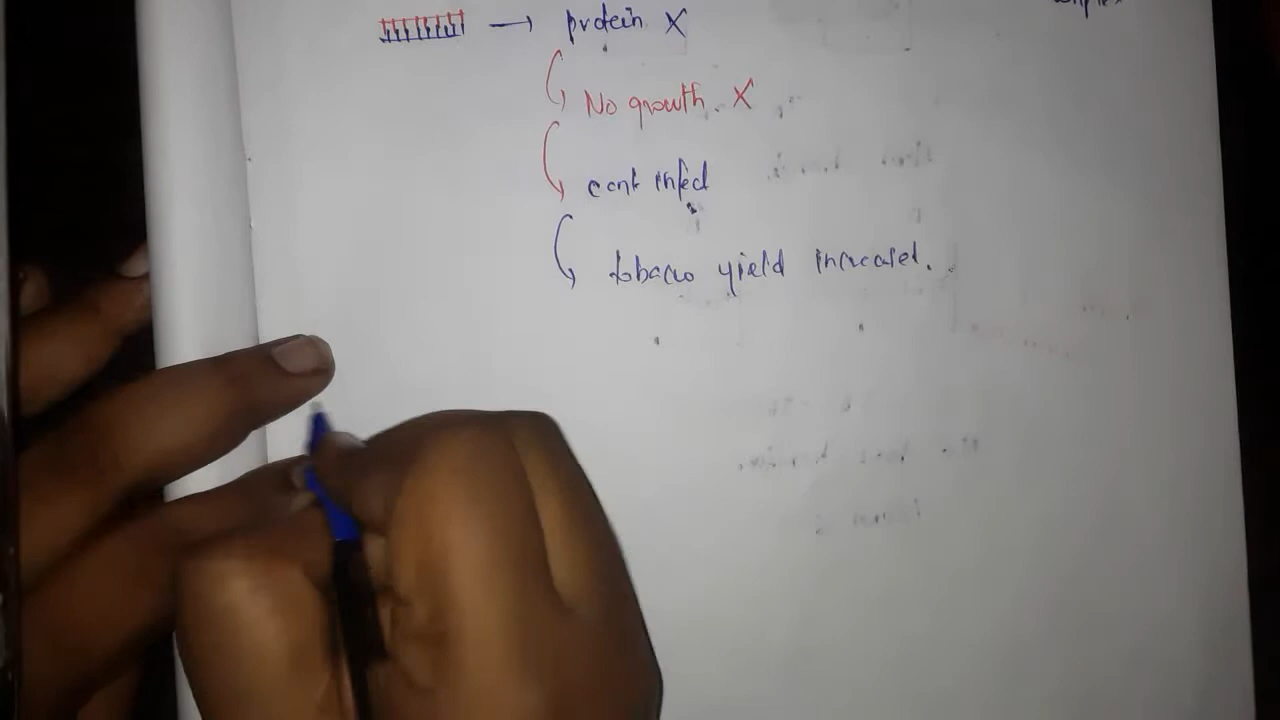 → protein X
No growth. X
cant infect
tobacco yield increased.